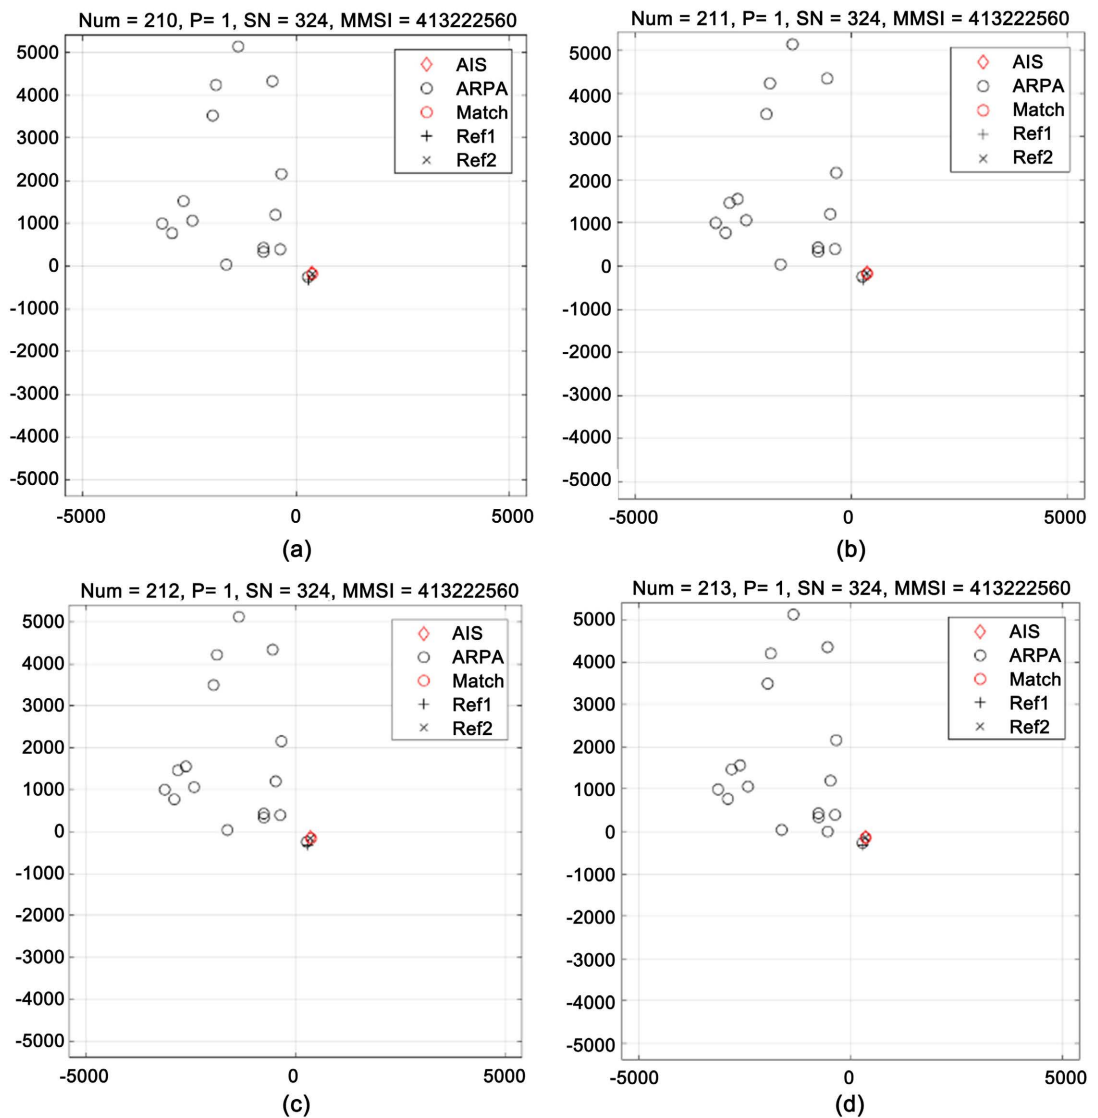 Num = 210, P= 1, SN = 324, MMSI = 413222560
5000
4000
3000
2000
1000
0
-1000
-2000
-3000
-4000
-5000
-5000 0 5000
AIS
ARPA
Match
Ref1
Ref2
(a)
Num = 211, P= 1, SN = 324, MMSI = 413222560
5000
4000
3000
2000
1000
0
-1000
-2000
-3000
-4000
-5000
-5000 0 5000
AIS
ARPA
Match
Ref1
Ref2
(b)
Num = 212, P= 1, SN = 324, MMSI = 413222560
5000
4000
3000
2000
1000
0
-1000
-2000
-3000
-4000
-5000
-5000 0 5000
AIS
ARPA
Match
Ref1
Ref2
(c)
Num = 213, P= 1, SN = 324, MMSI = 413222560
5000
4000
3000
2000
1000
0
-1000
2000
-3000
-4000
-5000
-5000 0 5000
AIS
ARPA
Match
Ref1
Ref2
(d)